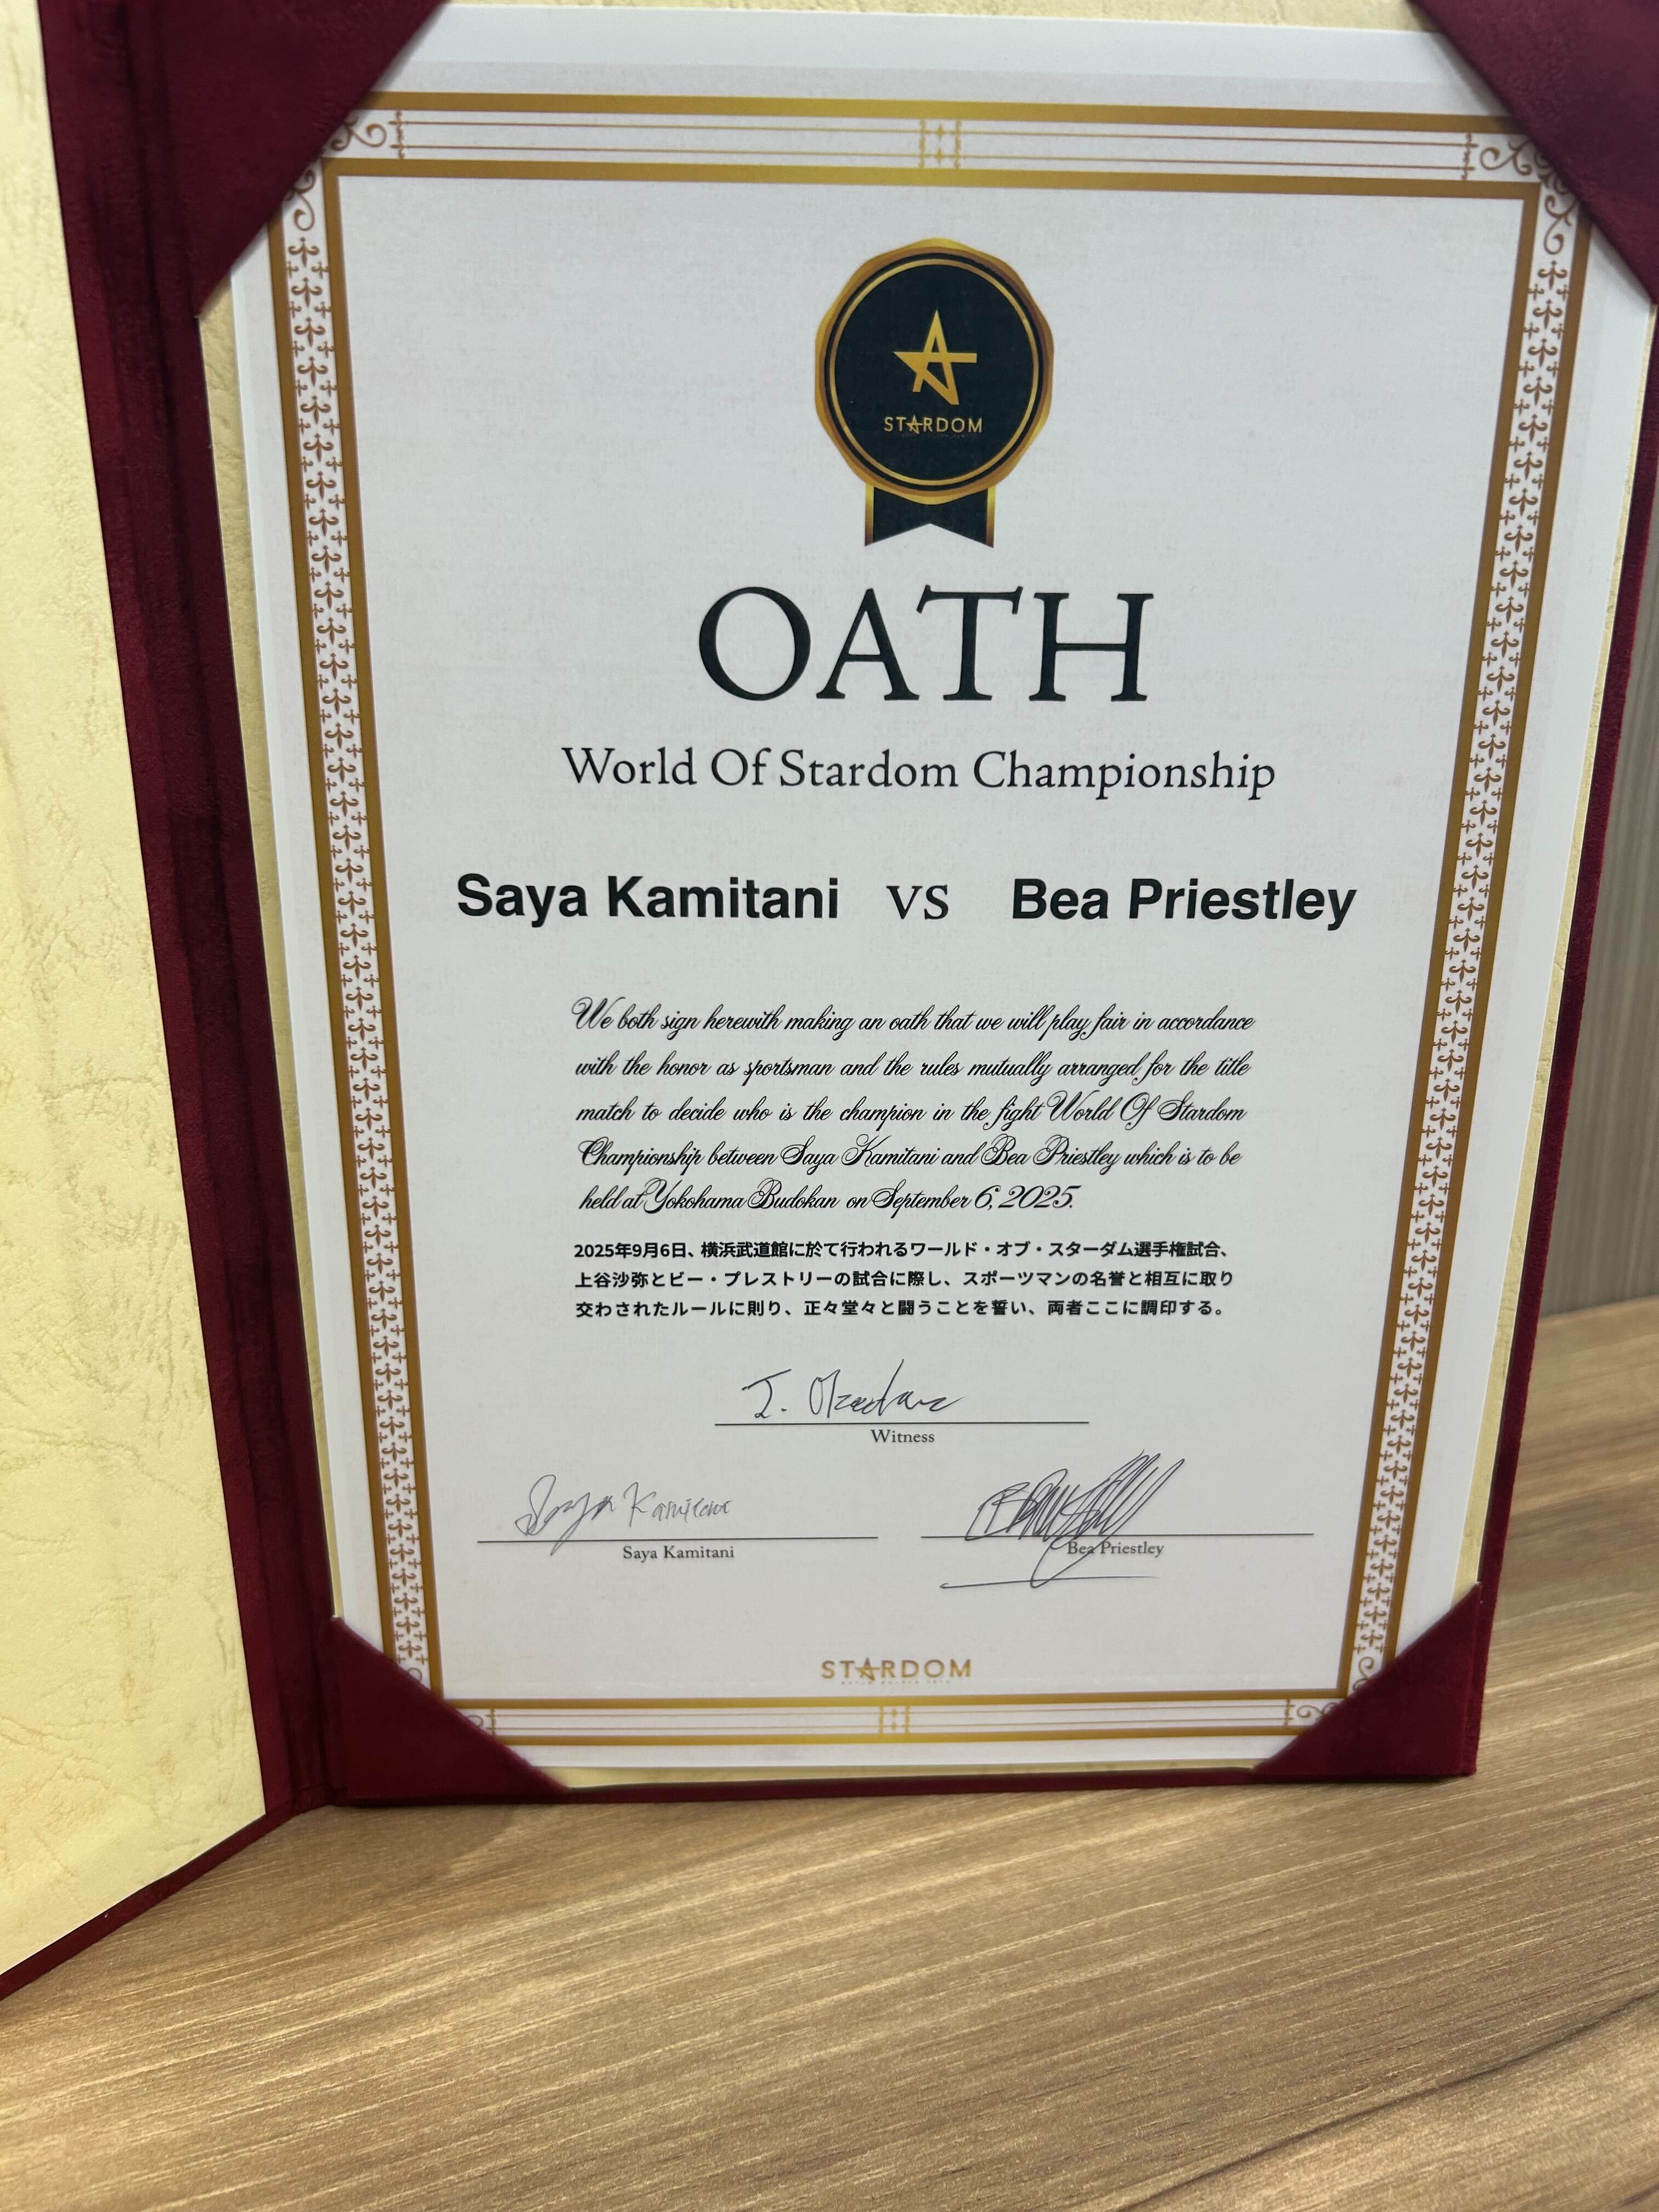 STARDOM
OATH
World Of Stardom Championship
Saya Kamitani VS Bea Priestley
We both sign herewith making an oath that we will play fair in accordance
with the honor as sportsman and the rules mutually arranged for the title
match to decide who is the champion in the fight World Of Stardom
Championship between Saya Kamitani and Bea Priestley which is to be
held at Yokohama Budokan on September 6, 2025.
2025年9月6日、横浜武道館に於て行われるワールド・オブ・スターダム選手権試合、
上谷沙弥とビー・プレストリーの試合に際し、スポーツマンの名誉と相互に取り
交わされたルールに則り、正々堂々と闘うことを誓い、両者ここに調印する。
Witness
Saya Kamitani
Saya Kamitani
Bea Priestley
STARDOM